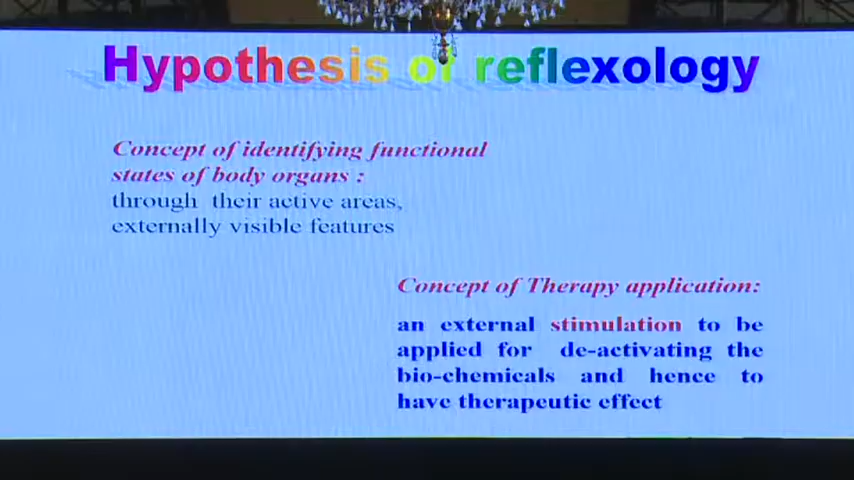 Hypothesis of reflexology
Concept of identifying functional
states of body organs :
through their active areas,
externally visible features
Concept of Therapy application:
an external stimulation to be
applied for de-activating the
bio-chemicals and hence to
have therapeutic effect